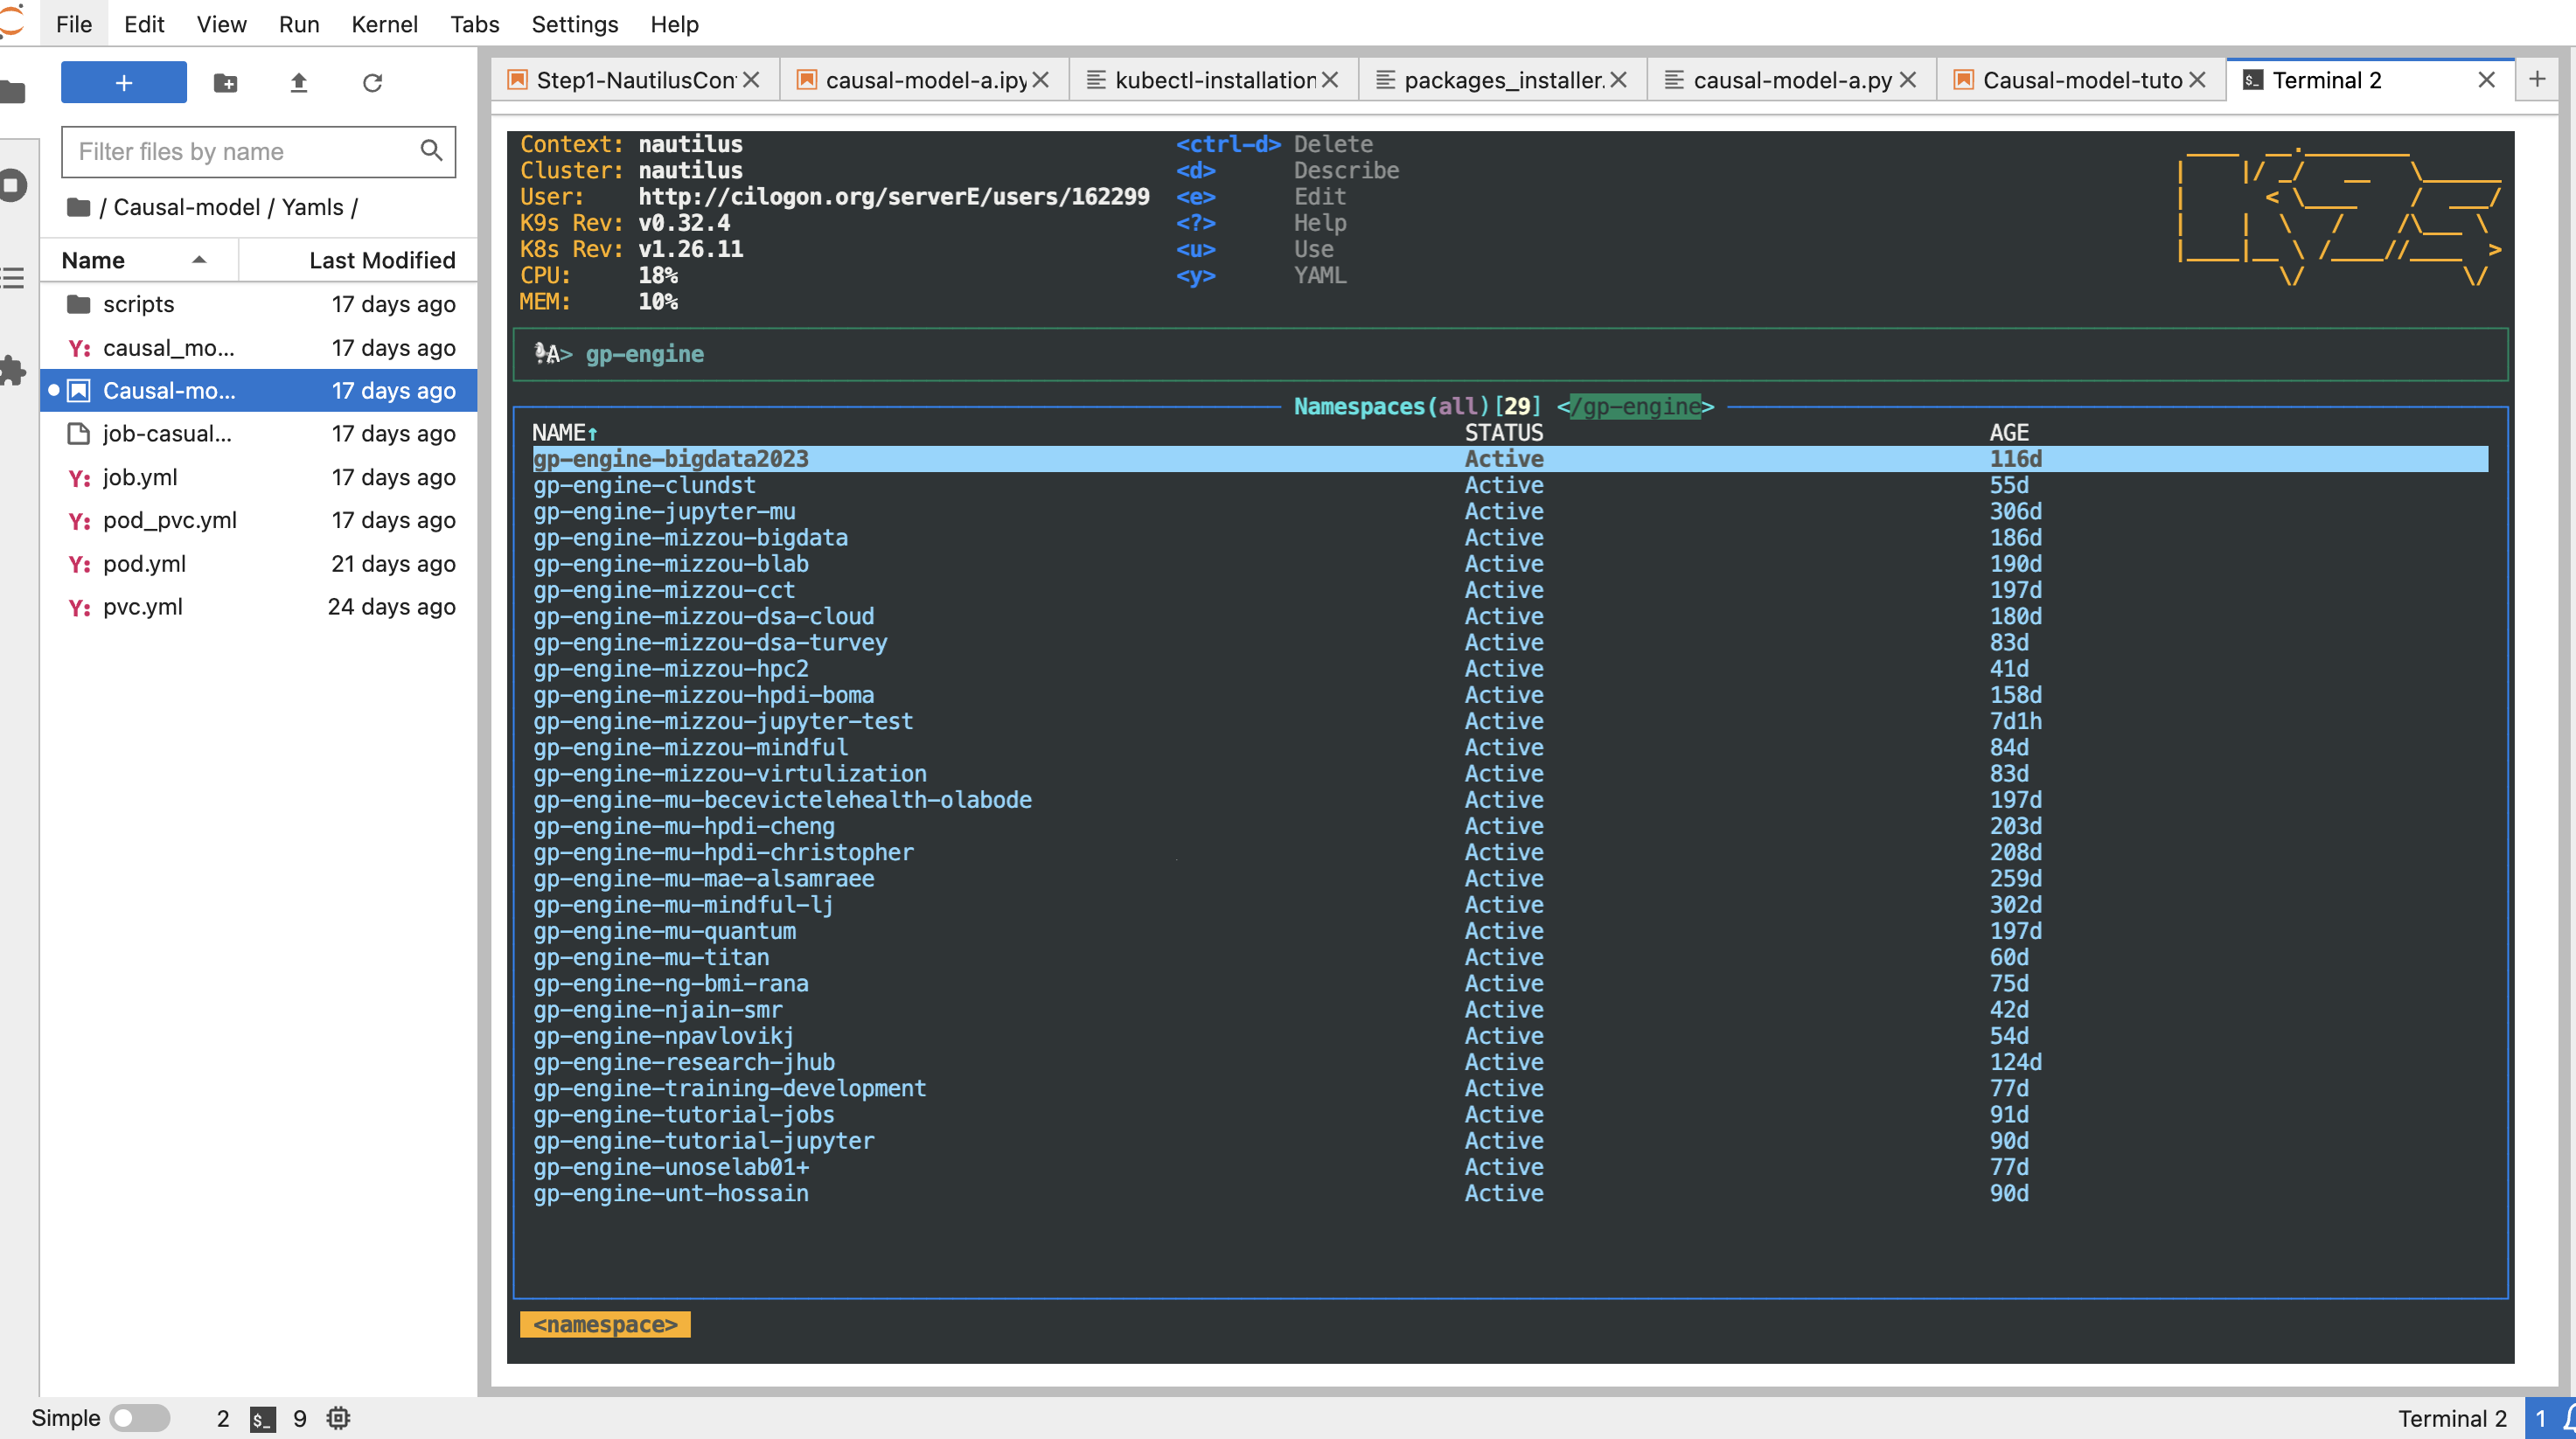 File Edit View Run Kernel Tabs Settings Help
+
Filter files by name
/ Causal-model / Yamls /
Name Last Modified
scripts 17 days ago
Y: causal_mo... 17 days ago
Causal-mo... 17 days ago
job-casual... 17 days ago
Y: job.yml 17 days ago
Y: pod_pvc.yml 17 days ago
Y: pod.yml 21 days ago
Y: pvc.yml 24 days ago
Step1-NautilusCon causal-model-a.ipy kubectl-installation packages_installer. causal-model-a.py Causal-model-tuto $_ Terminal 2 +
Context: nautilus <ctrl-d> Delete
Cluster: nautilus <d> Describe
User: http://cilogon.org/serverE/users/162299 <e> Edit
K9s Rev: v0.32.4 <?> Help
K8s Rev: v1.26.11 <u> Use
CPU: 18% <y> YAML
MEM: 10%
> gp-engine
Namespaces(all)[29] </gp-engine>
NAME↑ STATUS AGE
gp-engine-bigdata2023 Active 116d
gp-engine-clundst Active 55d
gp-engine-jupyter-mu Active 306d
gp-engine-mizzou-bigdata Active 186d
gp-engine-mizzou-blab Active 190d
gp-engine-mizzou-cct Active 197d
gp-engine-mizzou-dsa-cloud Active 180d
gp-engine-mizzou-dsa-turvey Active 83d
gp-engine-mizzou-hpc2 Active 41d
gp-engine-mizzou-hpdi-boma Active 158d
gp-engine-mizzou-jupyter-test Active 7d1h
gp-engine-mizzou-mindful Active 84d
gp-engine-mizzou-virtulization Active 83d
gp-engine-mu-becevictelehealth-olabode Active 197d
gp-engine-mu-hpdi-cheng Active 203d
gp-engine-mu-hpdi-christopher Active 208d
gp-engine-mu-mae-alsamraee Active 259d
gp-engine-mu-mindful-lj Active 302d
gp-engine-mu-quantum Active 197d
gp-engine-mu-titan Active 60d
gp-engine-ng-bmi-rana Active 75d
gp-engine-njain-smr Active 42d
gp-engine-npavlovikj Active 54d
gp-engine-research-jhub Active 124d
gp-engine-training-development Active 77d
gp-engine-tutorial-jobs Active 91d
gp-engine-tutorial-jupyter Active 90d
gp-engine-unoselab01+ Active 77d
gp-engine-unt-hossain Active 90d
<namespace>
Simple 2 $_ 9 Terminal 2 1